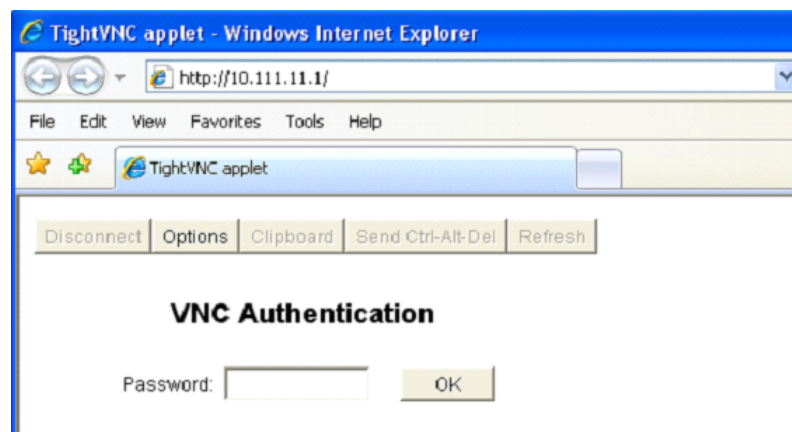 TightVNC applet - Windows Internet Explorer
http://10.111.11.1/
File Edit View Favorites Tools Help
TightVNC applet
Disconnect Options Clipboard Send Ctrl-Alt-Del Refresh
VNC Authentication
Password: OK